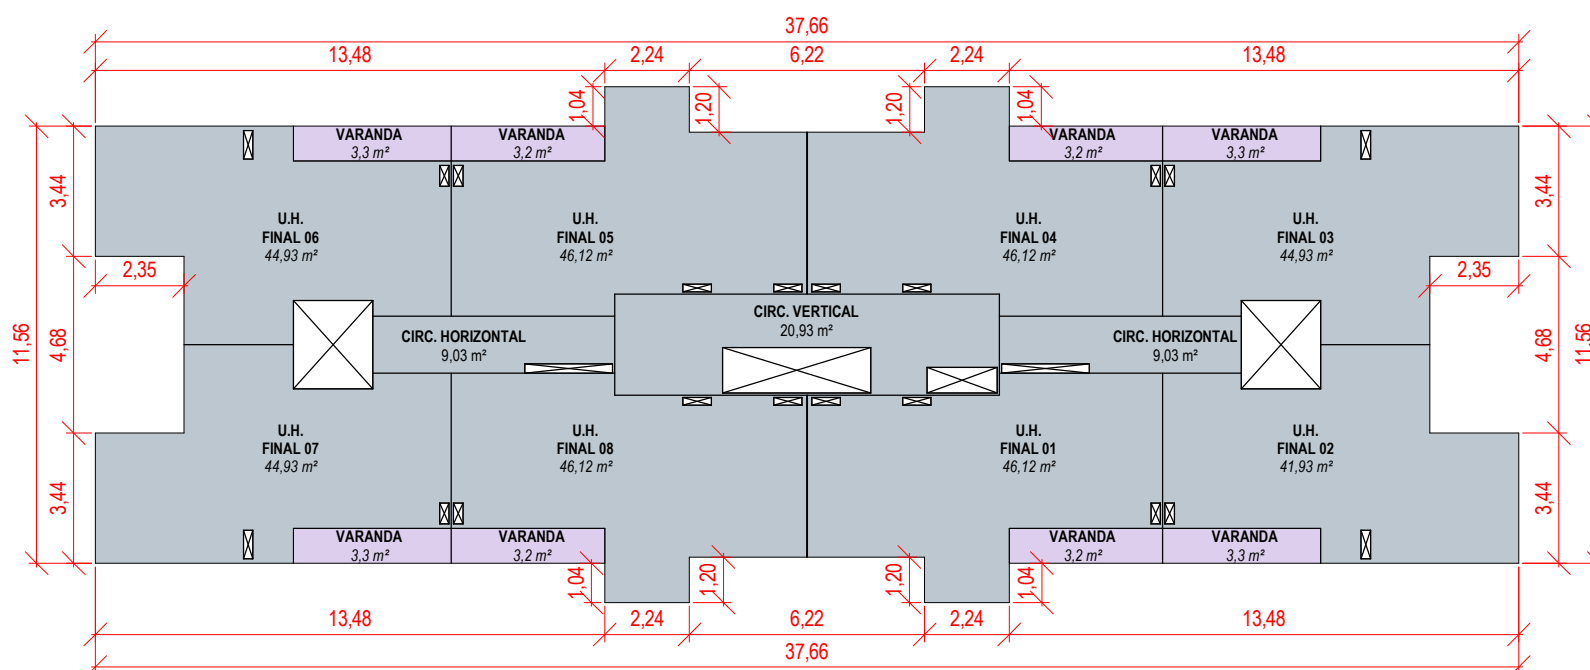 37,66
13,48 2,24 6,22 2,24 13,48
1,04 1,20 1,20 1,04
VARANDA VARANDA VARANDA VARANDA
3,3 m² 3,2 m² 3,2 m² 3,3 m²
3,44 3,44
U.H. U.H. U.H. U.H.
FINAL 06 FINAL 05 FINAL 04 FINAL 03
44,93 m² 46,12 m² 46,12 m² 44,93 m²
2,35 2,35
CIRC. VERTICAL
20,93 m²
11,56 4,68 CIRC. HORIZONTAL CIRC. HORIZONTAL 4,68 11,56
9,03 m² 9,03 m²
U.H. U.H. U.H. U.H.
FINAL 07 FINAL 08 FINAL 01 FINAL 02
44,93 m² 46,12 m² 46,12 m² 41,93 m²
3,44 3,44
VARANDA VARANDA VARANDA VARANDA
3,3 m² 3,2 m² 3,2 m² 3,3 m²
1,04 1,20 1,20 1,04
13,48 2,24 6,22 2,24 13,48
37,66